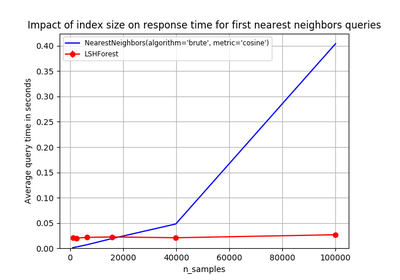 Impact of index size on response time for first nearest neighbors queries
NearestNeighbors(algorithm='brute', metric='cosine')
LSHForest
Average query time in seconds
0.40
0.35
0.30
0.25
0.20
0.15
0.10
0.05
0.00
0 20000 40000 60000 80000 100000
n_samples